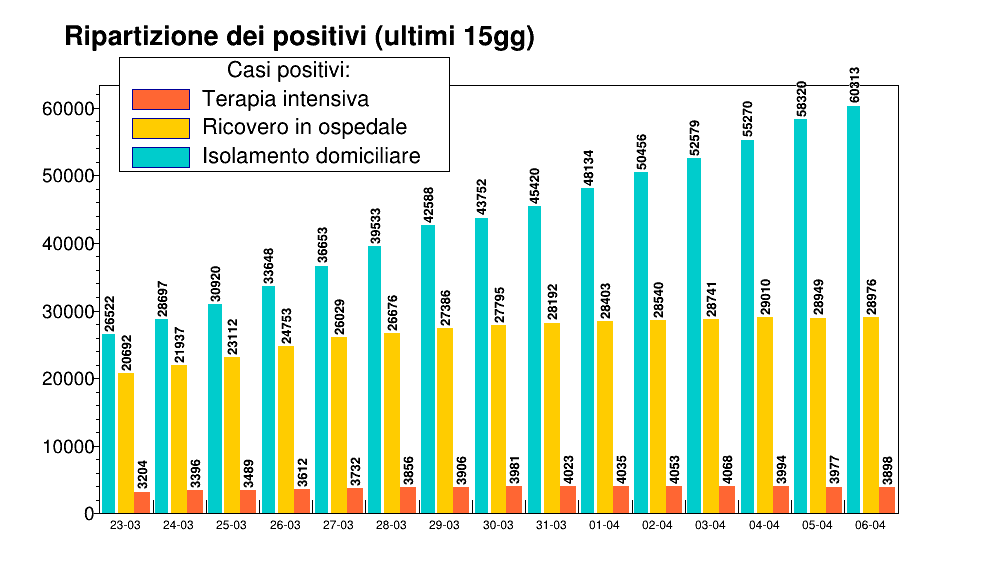 Ripartizione dei positivi (ultimi 15gg)
Casi positivi:
Terapia intensiva
Ricovero in ospedale
Isolamento domiciliare
60000
50000
40000
30000
20000
10000
0
26522 20692 3204
28697 21937 3396
30920 23112 3489
33648 24753 3612
36653 26029 3732
39533 26676 3856
42588 27386 3906
43752 27795 3981
45420 28192 4023
48134 28403 4035
50456 28540 4053
52579 28741 4068
55270 29010 3994
58320 28949 3977
60313 28976 3898
23-03 24-03 25-03 26-03 27-03 28-03 29-03 30-03 31-03 01-04 02-04 03-04 04-04 05-04 06-04